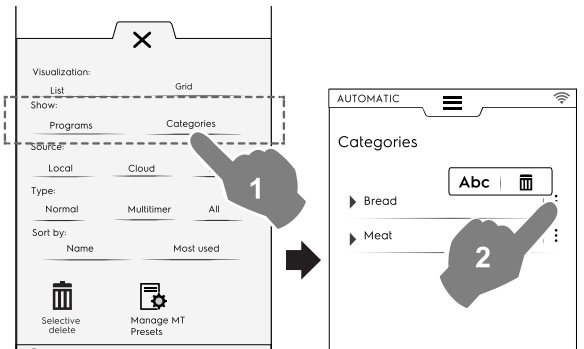 Visualization:
List Grid
Show:
Programs Categories
Source:
Local Cloud
Type:
Normal Multitimer All
Sort by:
Name Most used
Selective
delete
Manage MT
Presets
1
AUTOMATIC
Categories
Abc
Bread
Meat
2